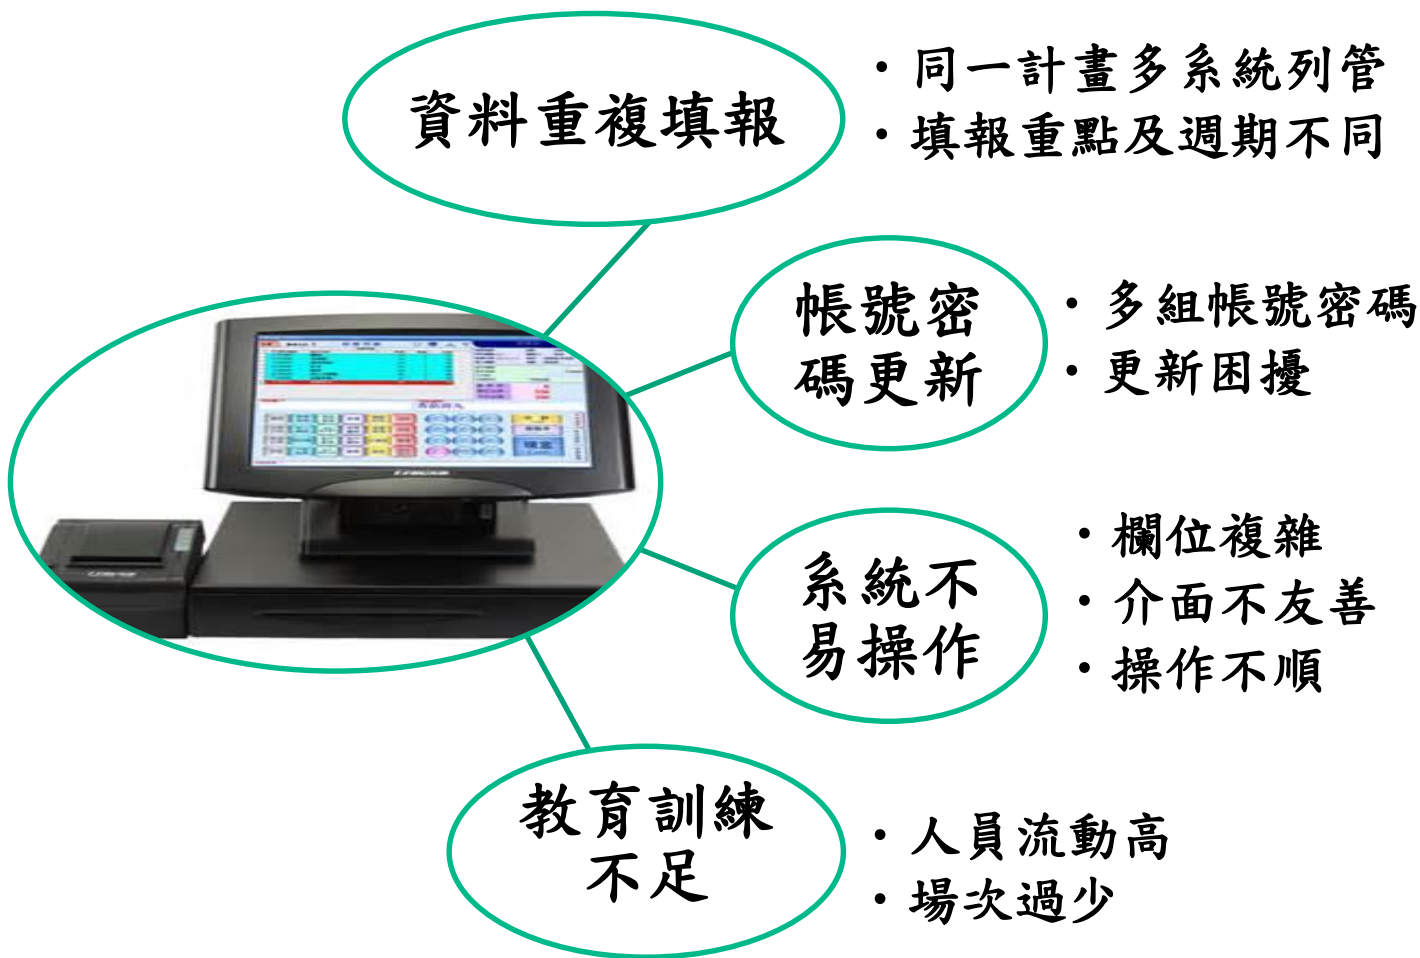 資料重複填報
・同一計畫多系統列管
・填報重點及週期不同
帳號密
碼更新
・多組帳號密碼
・更新困擾
系統不
易操作
・欄位複雜
・介面不友善
・操作不順
教育訓練
不足
・人員流動高
・場次過少